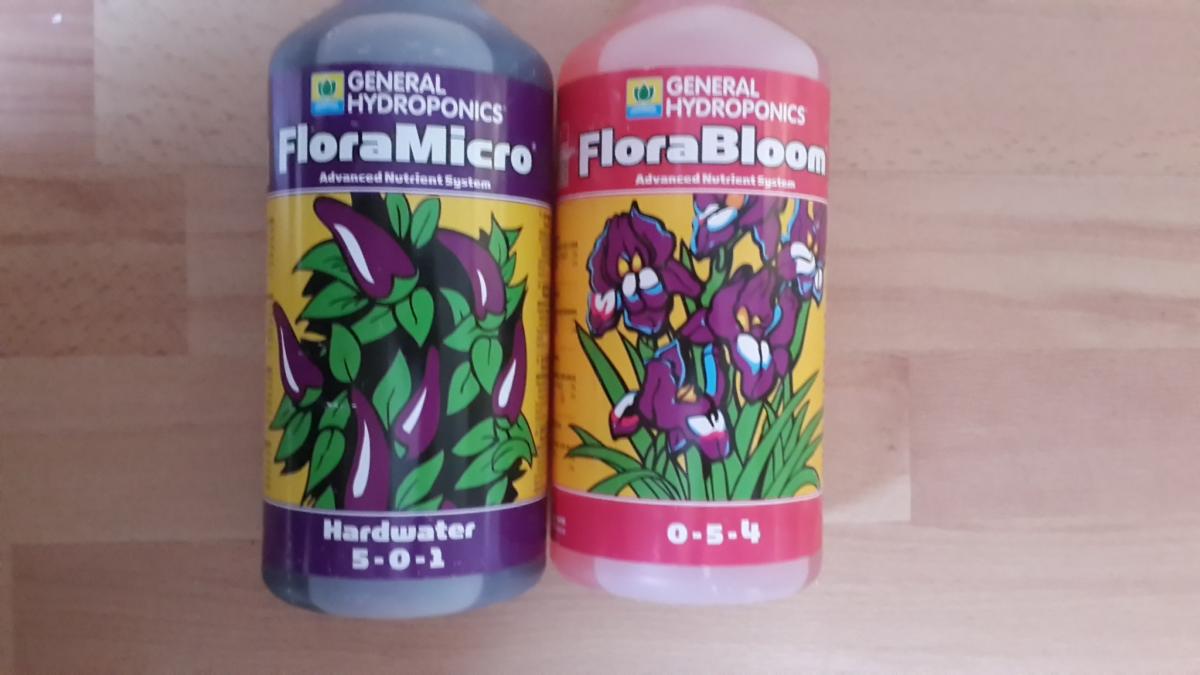 GENERAL
HYDROPONICS
FloraMicro
Advanced Nutrient System
Hardwater
5-0-1
GENERAL
HYDROPONICS
FloraBloom
Advanced Nutrient System
0-5-4